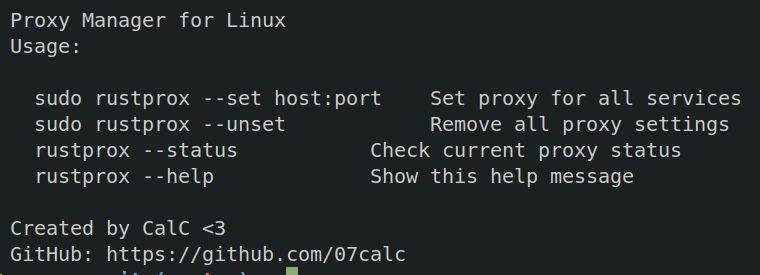 Proxy Manager for Linux
Usage:
sudo rustprox --set host:port    Set proxy for all services
sudo rustprox --unset            Remove all proxy settings
rustprox --status           Check current proxy status
rustprox --help             Show this help message
Created by CalC <3
GitHub: https://github.com/07calc